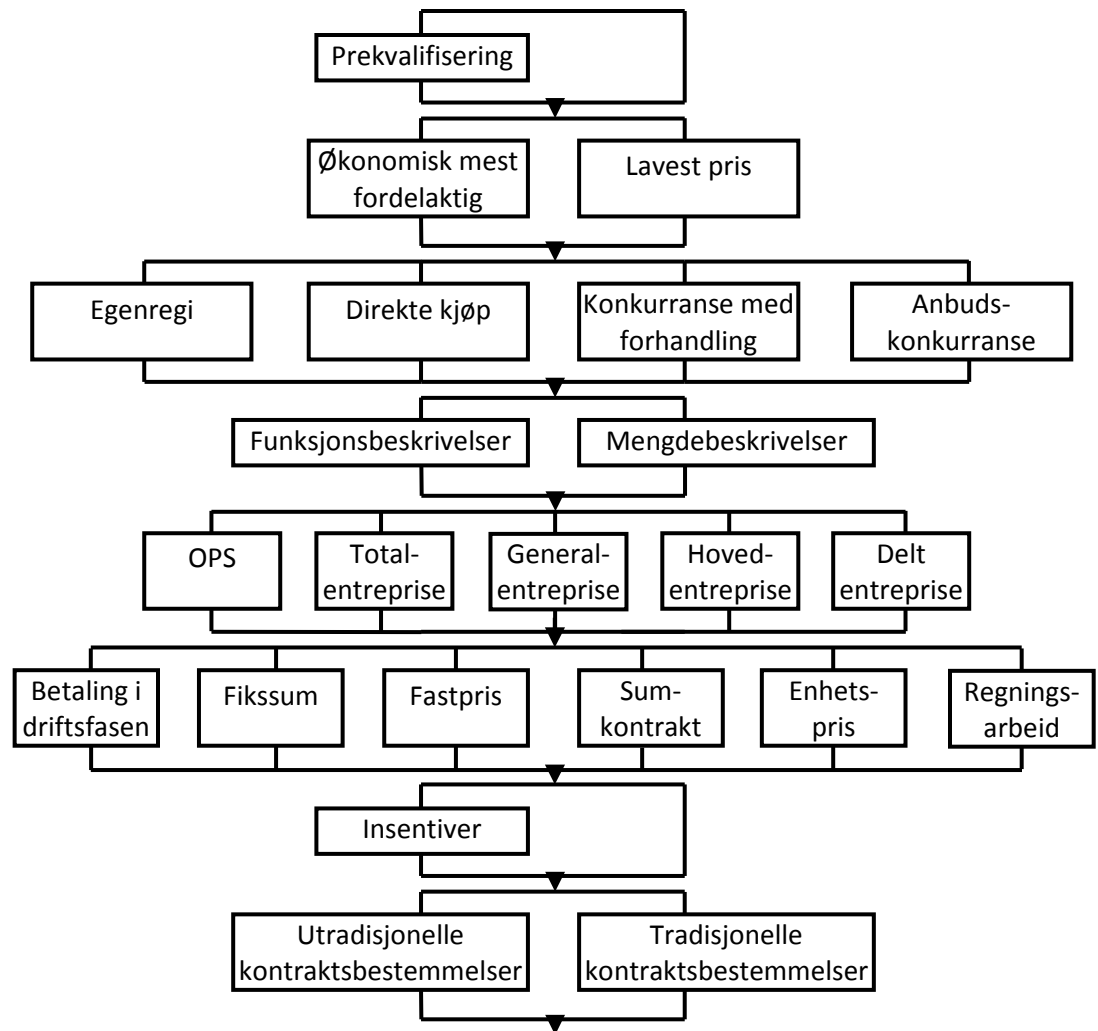 Prekvalifisering
Økonomisk mest
fordelaktig
Lavest pris
Egenregi
Direkte kjøp
Konkurranse med
forhandling
Anbuds-
konkurranse
Funksjonsbeskrivelser
Mengdebeskrivelser
OPS
Total-
entreprise
General-
entreprise
Hoved-
entreprise
Delt
entreprise
Betaling i
driftsfasen
Fikssum
Fastpris
Sum-
kontrakt
Enhets-
pris
Regnings-
arbeid
Insentiver
Utradisjonelle
kontraktsbestemmelser
Tradisjonelle
kontraktsbestemmelser